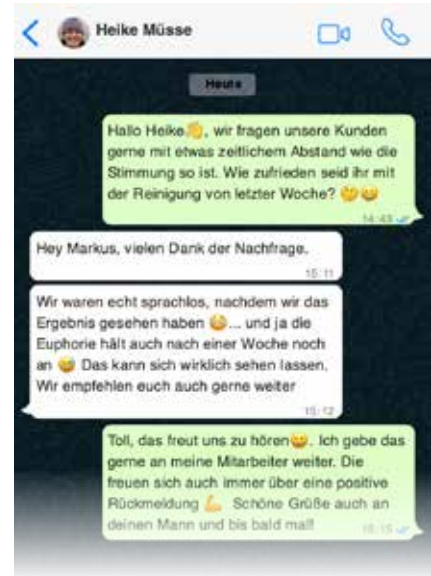 Heike Müsse
Heute
Hallo Heike👋, wir fragen unsere Kunden
gerne mit etwas zeitlichem Abstand wie die
Stimmung so ist. Wie zufrieden seid ihr mit
der Reinigung von letzter Woche? 🤔😄
14:43
Hey Markus, vielen Dank der Nachfrage.
15:11
Wir waren echt sprachlos, nachdem wir das
Ergebnis gesehen haben 😳... und ja die
Euphorie hält auch nach einer Woche noch
an 😅 Das kann sich wirklich sehen lassen.
Wir empfehlen euch auch gerne weiter
15:12
Toll, das freut uns zu hören😄. Ich gebe das
gerne an meine Mitarbeiter weiter. Die
freuen sich auch immer über eine positive
Rückmeldung 💪 Schöne Grüße auch an
deinen Mann und bis bald mal!
15:15